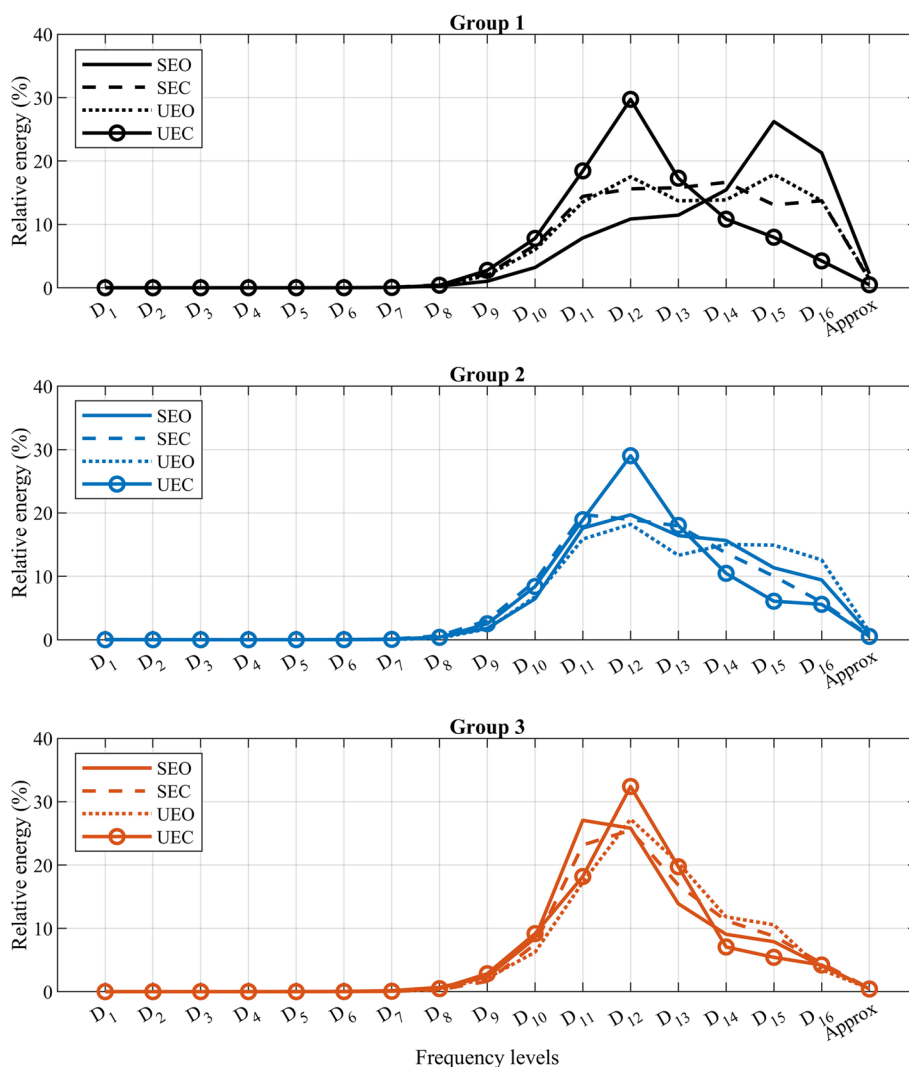 Group 1
40
30
20
10
0
Relative energy (%)
SEO
SEC
UEO
UEC
D1 D2 D3 D4 D5 D6 D7 D8 D9 D10 D11 D12 D13 D14 D15 D16 Approx
Group 2
40
30
20
10
0
Relative energy (%)
SEO
SEC
UEO
UEC
D1 D2 D3 D4 D5 D6 D7 D8 D9 D10 D11 D12 D13 D14 D15 D16 Approx
Group 3
40
30
20
10
0
Relative energy (%)
SEO
SEC
UEO
UEC
D1 D2 D3 D4 D5 D6 D7 D8 D9 D10 D11 D12 D13 D14 D15 D16 Approx
Frequency levels